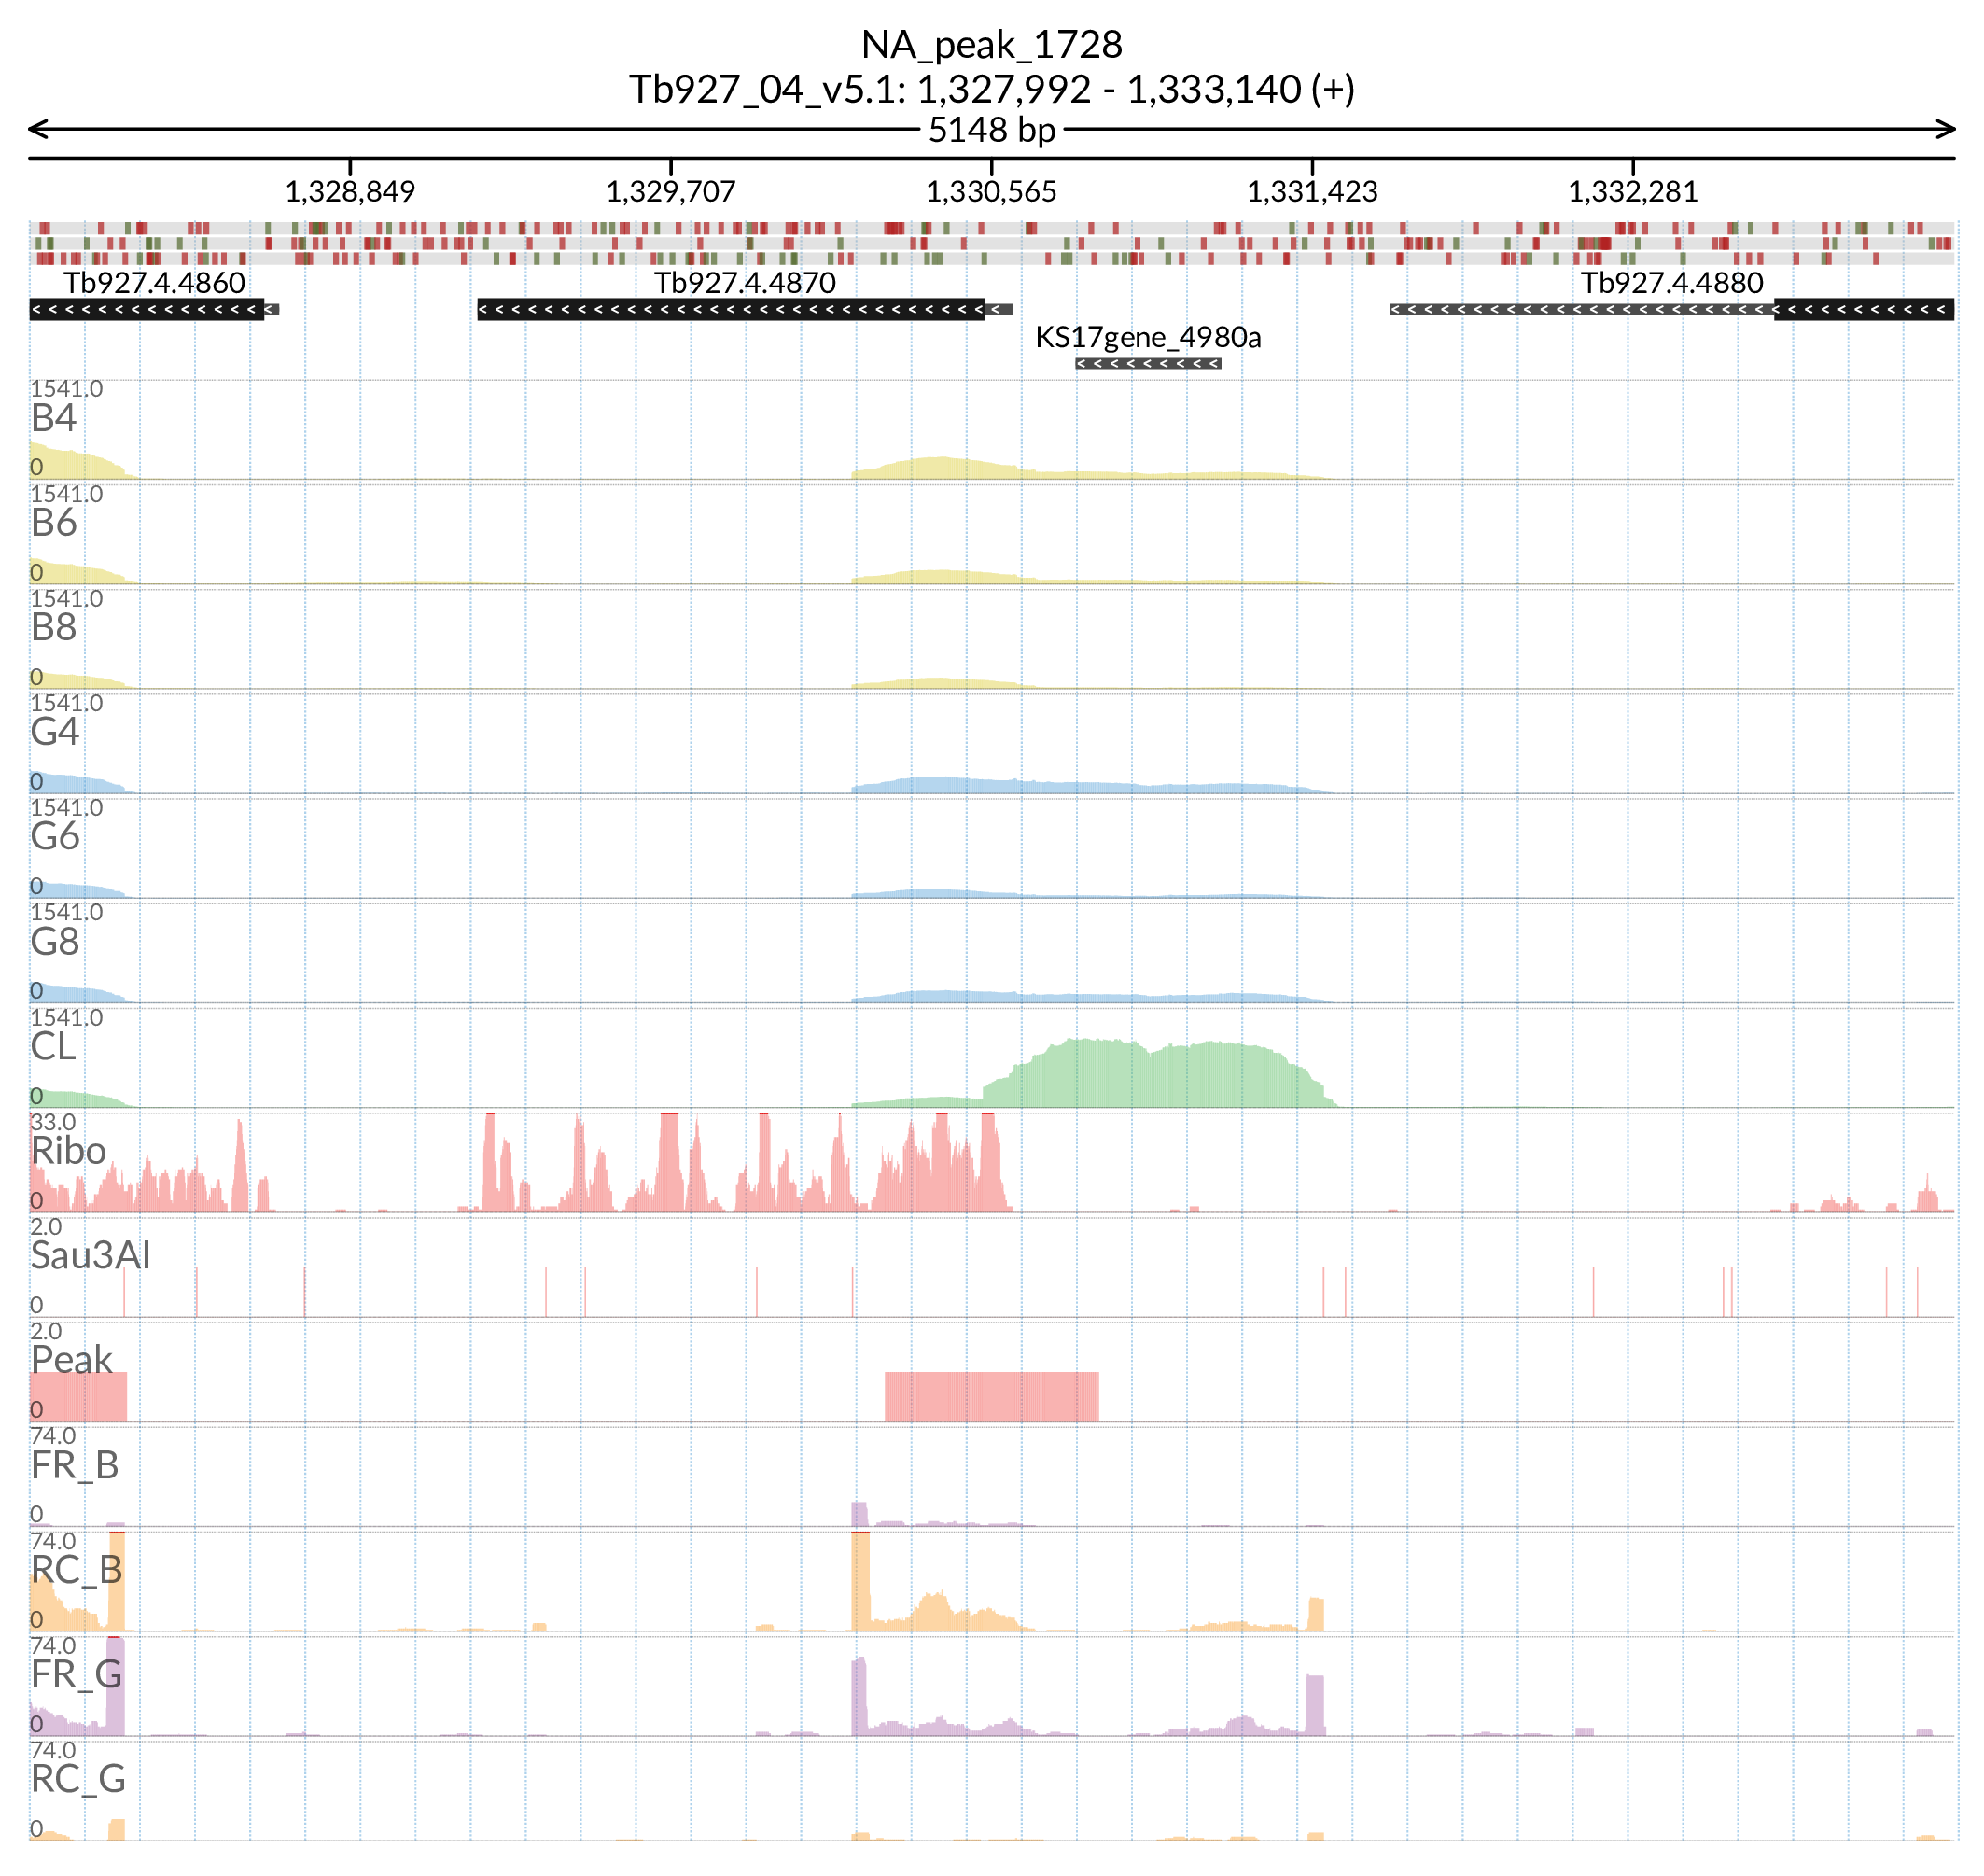 NA_peak_1728
Tb927_04_v5.1: 1,327,992 - 1,333,140 (+)
5148 bp
1,328,849 1,329,707 1,330,565 1,331,423 1,332,281
Tb927.4.4860 Tb927.4.4870 Tb927.4.4880
KS17gene_4980a
1541.0
B4
0
1541.0
B6
0
1541.0
B8
0
1541.0
G4
0
1541.0
G6
0
1541.0
G8
0
1541.0
CL
0
33.0
Ribo
0
2.0
Sau3AI
0
2.0
Peak
0
74.0
FR_B
0
74.0
RC_B
0
74.0
FR_G
0
74.0
RC_G
0